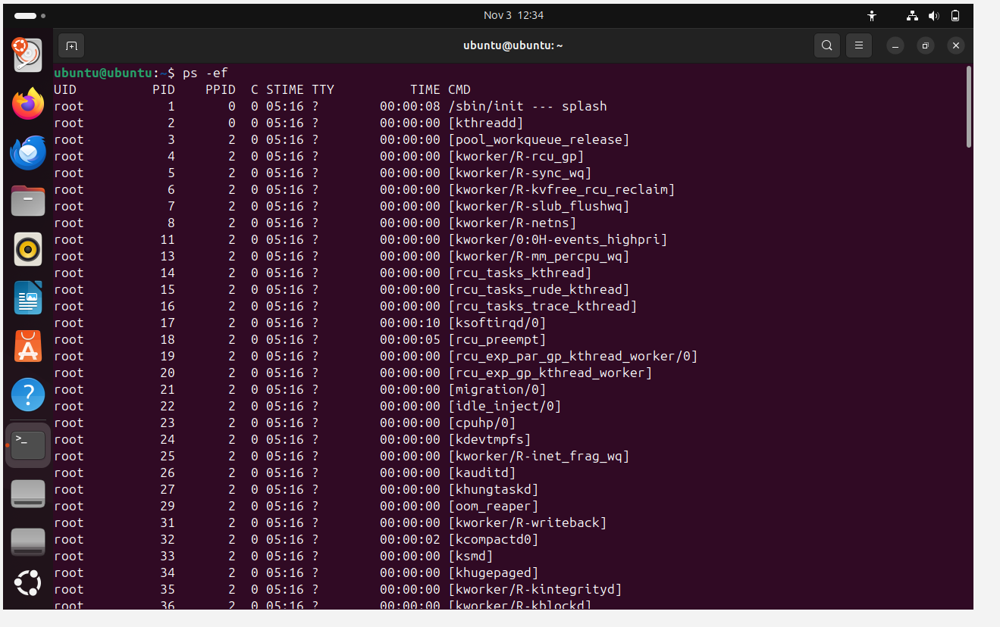 Nov 3 12:34
ubuntu@ubuntu: ~
ubuntu@ubuntu:~$ ps -ef
UID          PID    PPID  C STIME TTY          TIME CMD
root           1       0  0 05:16 ?        00:00:08 /sbin/init --- splash
root           2       0  0 05:16 ?        00:00:00 [kthreadd]
root           3       2  0 05:16 ?        00:00:00 [pool_workqueue_release]
root           4       2  0 05:16 ?        00:00:00 [kworker/R-rcu_gp]
root           5       2  0 05:16 ?        00:00:00 [kworker/R-sync_wq]
root           6       2  0 05:16 ?        00:00:00 [kworker/R-kvfree_rcu_reclaim]
root           7       2  0 05:16 ?        00:00:00 [kworker/R-slub_flushwq]
root           8       2  0 05:16 ?        00:00:00 [kworker/R-netns]
root          11       2  0 05:16 ?        00:00:00 [kworker/0:0H-events_highpri]
root          13       2  0 05:16 ?        00:00:00 [kworker/R-mm_percpu_wq]
root          14       2  0 05:16 ?        00:00:00 [rcu_tasks_kthread]
root          15       2  0 05:16 ?        00:00:00 [rcu_tasks_rude_kthread]
root          16       2  0 05:16 ?        00:00:00 [rcu_tasks_trace_kthread]
root          17       2  0 05:16 ?        00:00:10 [ksoftirqd/0]
root          18       2  0 05:16 ?        00:00:05 [rcu_preempt]
root          19       2  0 05:16 ?        00:00:00 [rcu_exp_par_gp_kthread_worker/0]
root          20       2  0 05:16 ?        00:00:00 [rcu_exp_gp_kthread_worker]
root          21       2  0 05:16 ?        00:00:00 [migration/0]
root          22       2  0 05:16 ?        00:00:00 [idle_inject/0]
root          23       2  0 05:16 ?        00:00:00 [cpuhp/0]
root          24       2  0 05:16 ?        00:00:00 [kdevtmpfs]
root          25       2  0 05:16 ?        00:00:00 [kworker/R-inet_frag_wq]
root          26       2  0 05:16 ?        00:00:00 [kauditd]
root          27       2  0 05:16 ?        00:00:00 [khungtaskd]
root          29       2  0 05:16 ?        00:00:00 [oom_reaper]
root          31       2  0 05:16 ?        00:00:00 [kworker/R-writeback]
root          32       2  0 05:16 ?        00:00:02 [kcompactd0]
root          33       2  0 05:16 ?        00:00:00 [ksmd]
root          34       2  0 05:16 ?        00:00:00 [khugepaged]
root          35       2  0 05:16 ?        00:00:00 [kworker/R-kintegrityd]
root          36       2  0 05:16 ?        00:00:00 [kworker/R-kblockd]